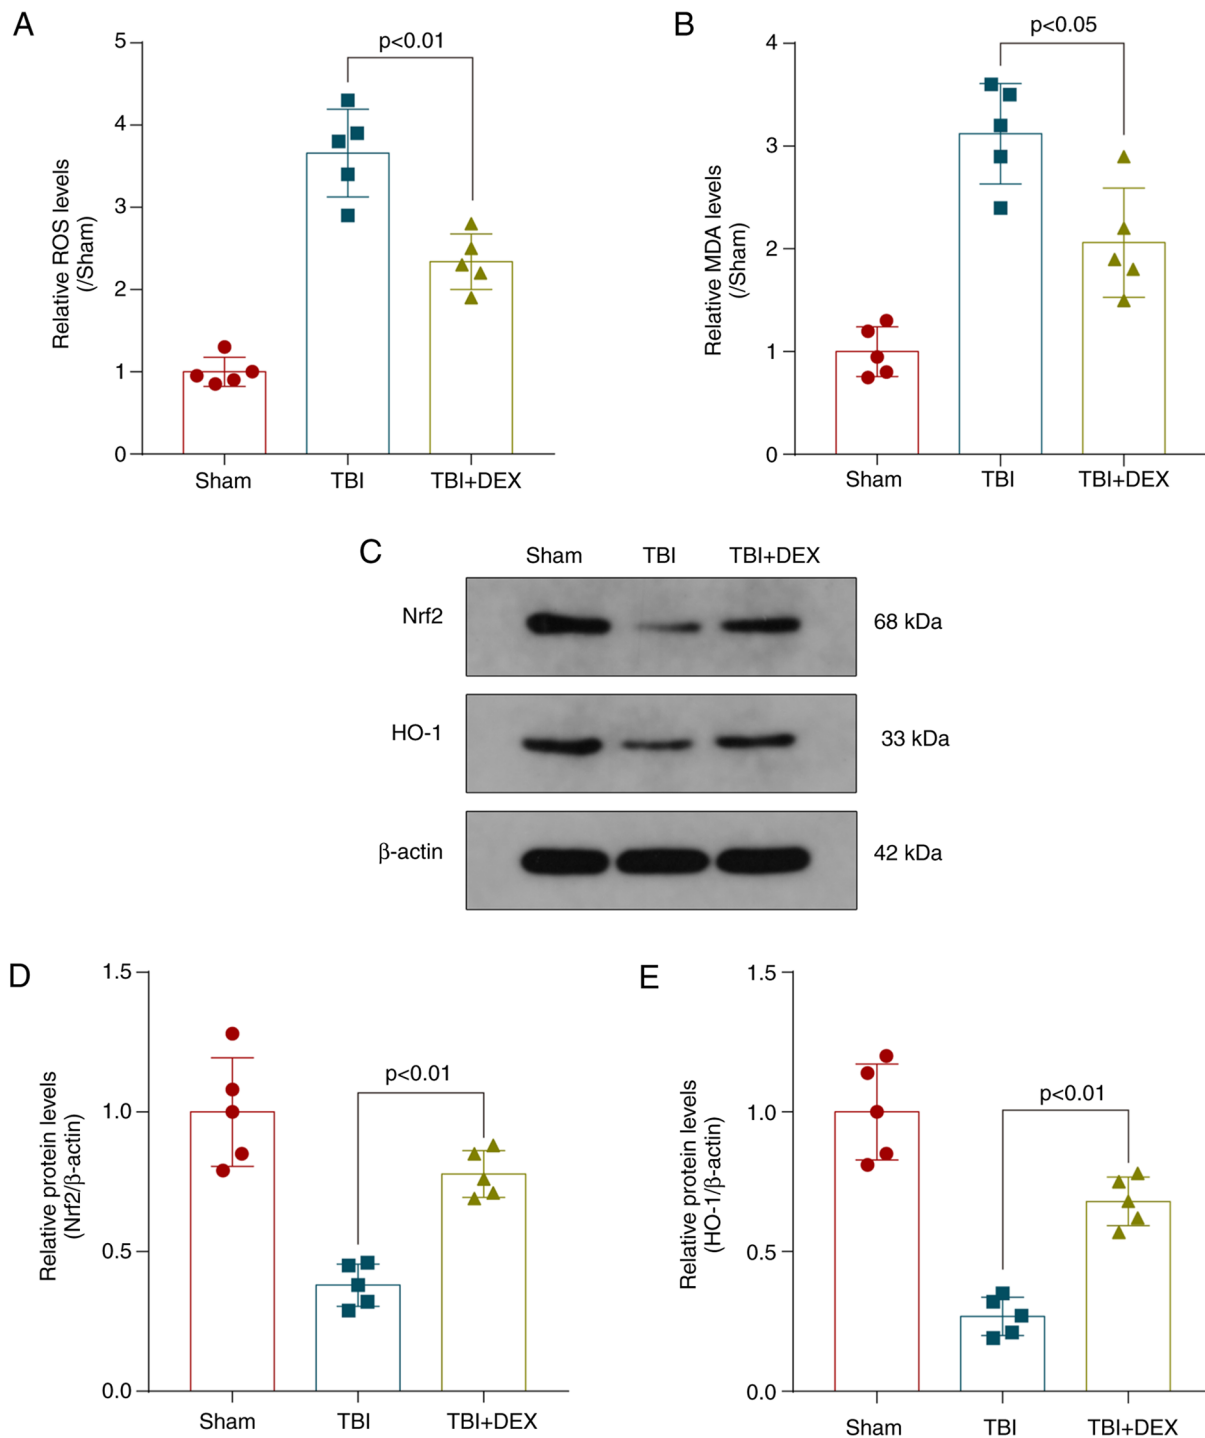 A
p<0.01
5
4
3
2
1
0
Relative ROS levels
(/Sham)
Sham TBI TBI+DEX
B
p<0.05
4
3
2
1
0
Relative MDA levels
(/Sham)
Sham TBI TBI+DEX
C
Sham TBI TBI+DEX
Nrf2 68 kDa
HO-1 33 kDa
β-actin 42 kDa
D
p<0.01
1.5
1.0
0.5
0.0
Relative protein levels
(Nrf2/β-actin)
Sham TBI TBI+DEX
E
p<0.01
1.5
1.0
0.5
0.0
Relative protein levels
(HO-1/β-actin)
Sham TBI TBI+DEX